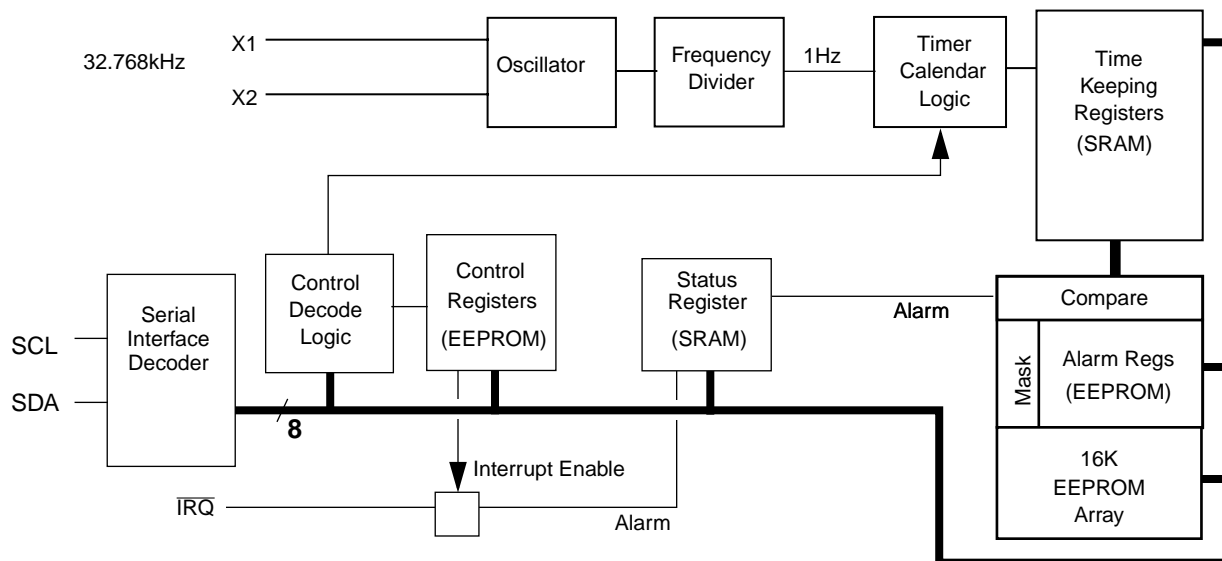 32.768kHz
X1
X2
Oscillator
Frequency
Divider
1Hz
Timer
Calendar
Logic
Time
Keeping
Registers
(SRAM)
SCL
SDA
Serial
Interface
Decoder
8
Control
Decode
Logic
Control
Registers
(EEPROM)
Status
Register
(SRAM)
Alarm
Compare
Mask
Alarm Regs
(EEPROM)
16K
EEPROM
Array
Interrupt Enable
IRQ
Alarm